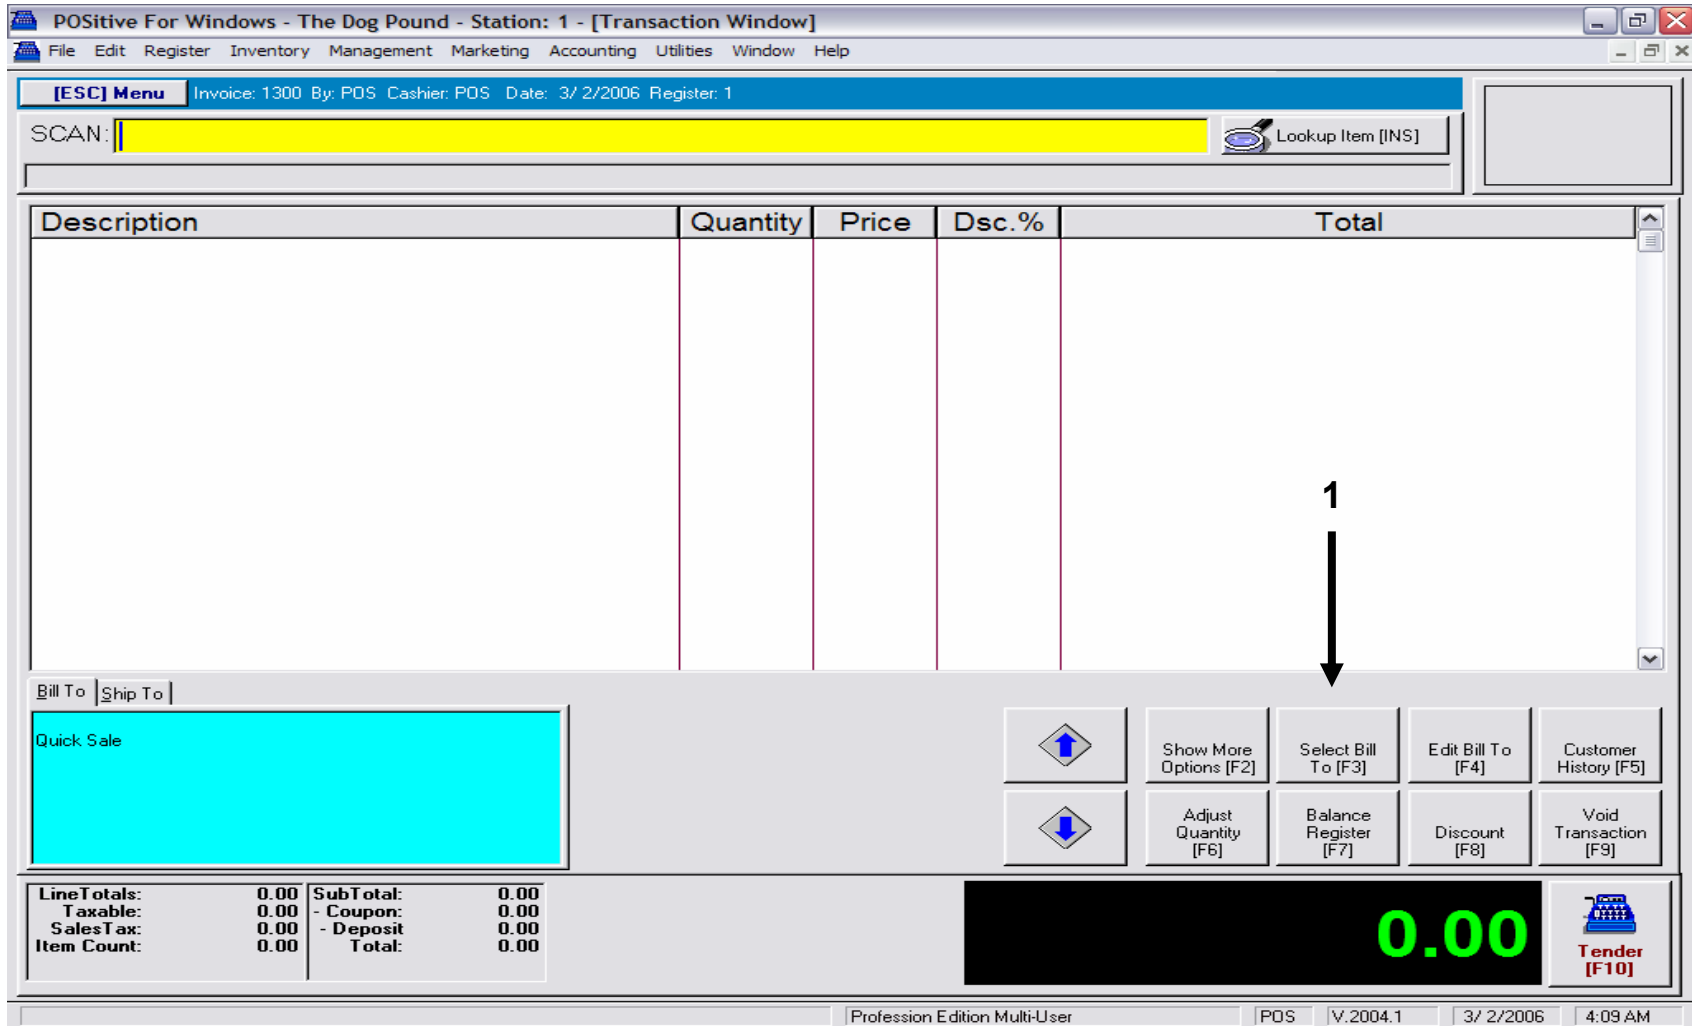 POSitive For Windows - The Dog Pound - Station: 1 - [Transaction Window]
File Edit Register Inventory Management Marketing Accounting Utilities Window Help
[ESC] Menu Invoice: 1300 By: POS Cashier: POS Date: 3/ 2/2006 Register: 1
SCAN:
Lookup Item [INS]
Description Quantity Price Dsc.% Total
1
Bill To Ship To
Quick Sale
Show More
Options [F2]
Select Bill
To [F3]
Edit Bill To
[F4]
Customer
History [F5]
Adjust
Quantity
[F6]
Balance
Register
[F7]
Discount
[F8]
Void
Transaction
[F9]
LineTotals: 0.00 SubTotal: 0.00
Taxable: 0.00 - Coupon: 0.00
SalesTax: 0.00 - Deposit 0.00
Item Count: 0.00 Total: 0.00
0.00
Tender
[F10]
Profession Edition Multi-User POS V.2004.1 3/ 2/2006 4:09 AM